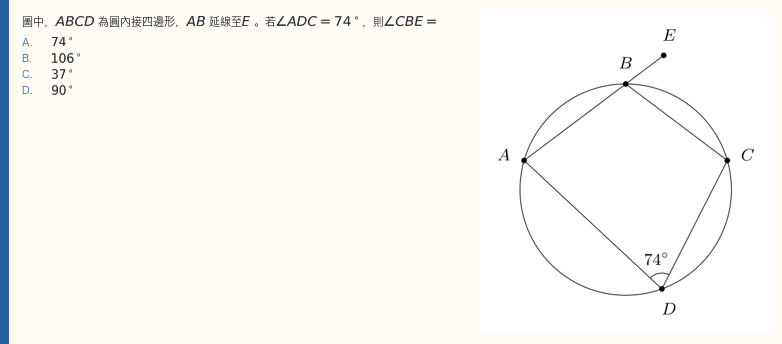 圖中，ABCD 為圓內接四邊形，AB 延線至E 。若∠ADC = 74°，則∠CBE =
A. 74°
B. 106°
C. 37°
D. 90°
E
B
A
C
74°
D